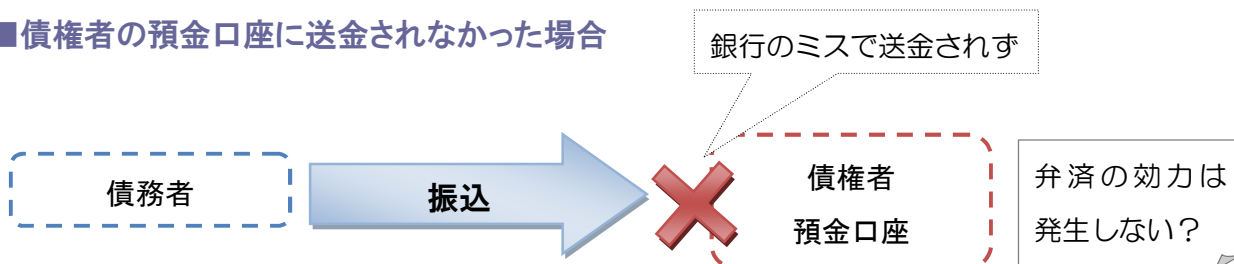 ■債権者の預金口座に送金されなかった場合
銀行のミスで送金されず
債務者
振込
債権者
預金口座
弁済の効力は
発生しない？